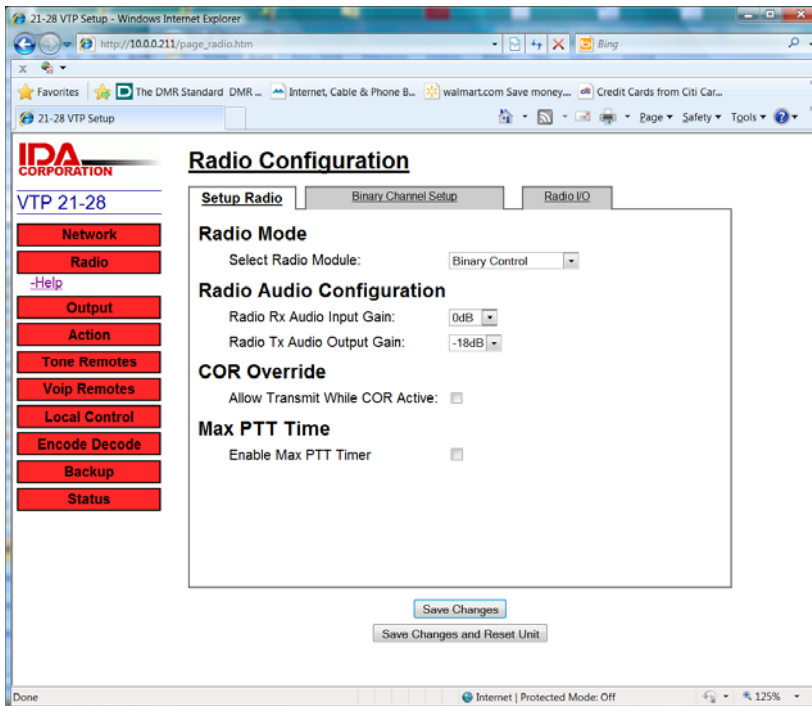 21-28 VTP Setup - Windows Internet Explorer
http://10.0.0.211/page_radio.htm
Bing
x
Favorites
The DMR Standard DMR ...
Internet, Cable & Phone B...
walmart.com Save money,...
Credit Cards from Citi Car...
21-28 VTP Setup
Page
Safety
Tools
IDA
CORPORATION
VTP 21-28
Network
Radio
-Help
Output
Action
Tone Remotes
Voip Remotes
Local Control
Encode Decode
Backup
Status
Radio Configuration
Setup Radio
Binary Channel Setup
Radio I/O
Radio Mode
Select Radio Module:
Binary Control
Radio Audio Configuration
Radio Rx Audio Input Gain:
0dB
Radio Tx Audio Output Gain:
-18dB
COR Override
Allow Transmit While COR Active:
Max PTT Time
Enable Max PTT Timer
Save Changes
Save Changes and Reset Unit
Done
Internet | Protected Mode: Off
125%